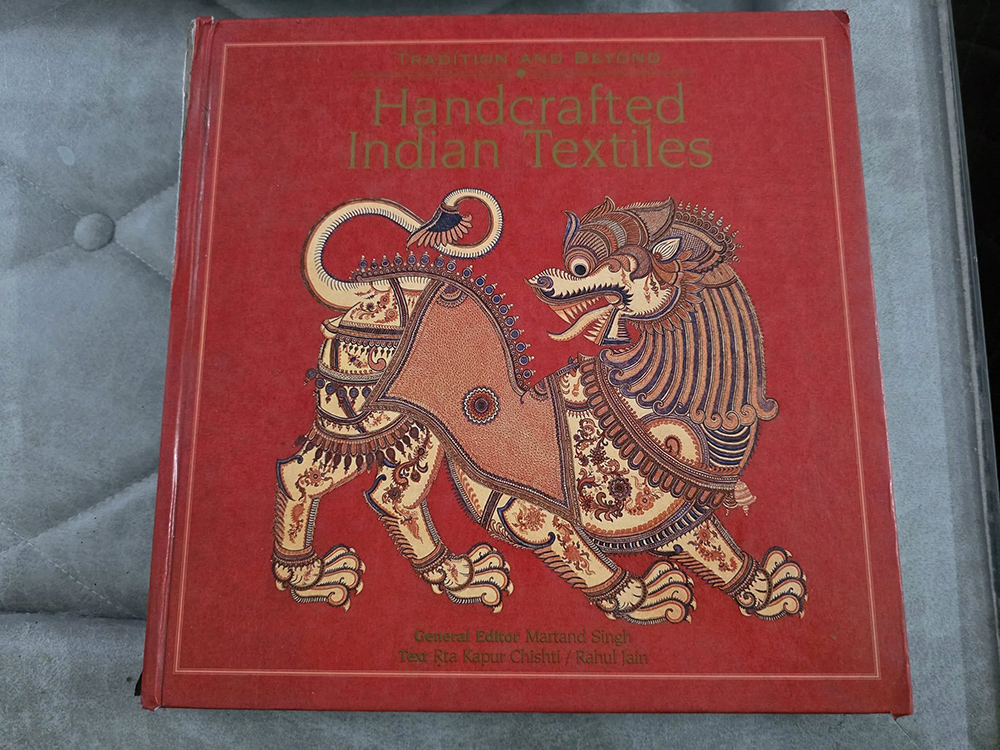 TRADITION AND BEYOND
Handcrafted
Indian Textiles
General Editor Martand Singh
Text Rta Kapur Chishti / Rahul Jain